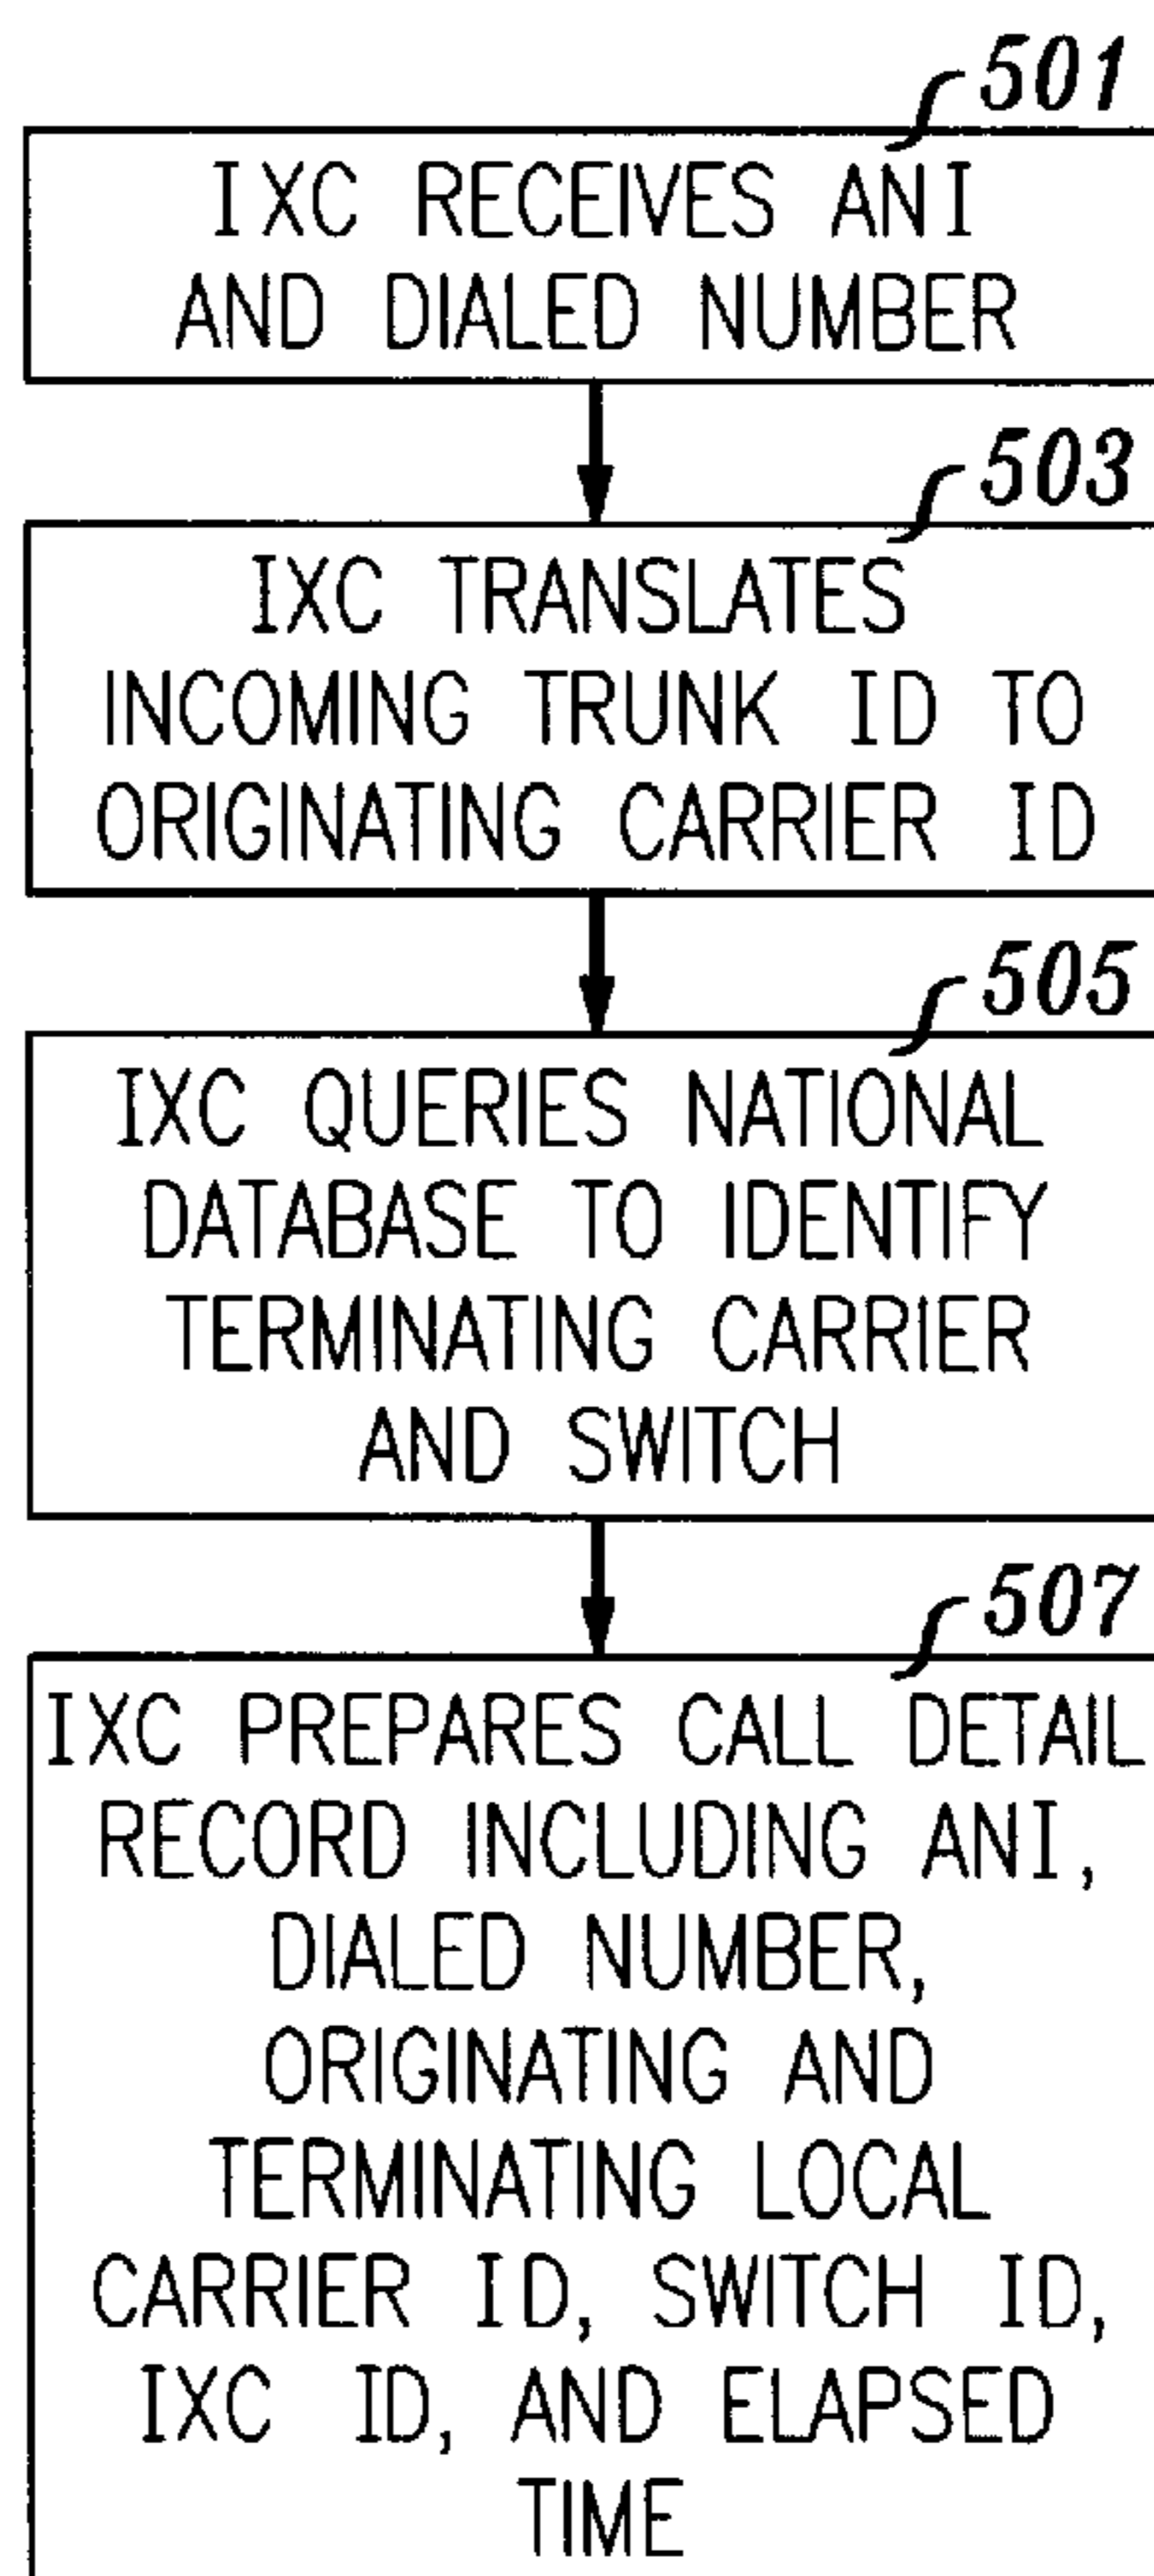 501
IXC RECEIVES ANI
AND DIALED NUMBER
503
IXC TRANSLATES
INCOMING TRUNK ID TO
ORIGINATING CARRIER ID
505
IXC QUERIES NATIONAL
DATABASE TO IDENTIFY
TERMINATING CARRIER
AND SWITCH
507
IXC PREPARES CALL DETAIL
RECORD INCLUDING ANI,
DIALED NUMBER,
ORIGINATING AND
TERMINATING LOCAL
CARRIER ID, SWITCH ID,
IXC ID, AND ELAPSED
TIME